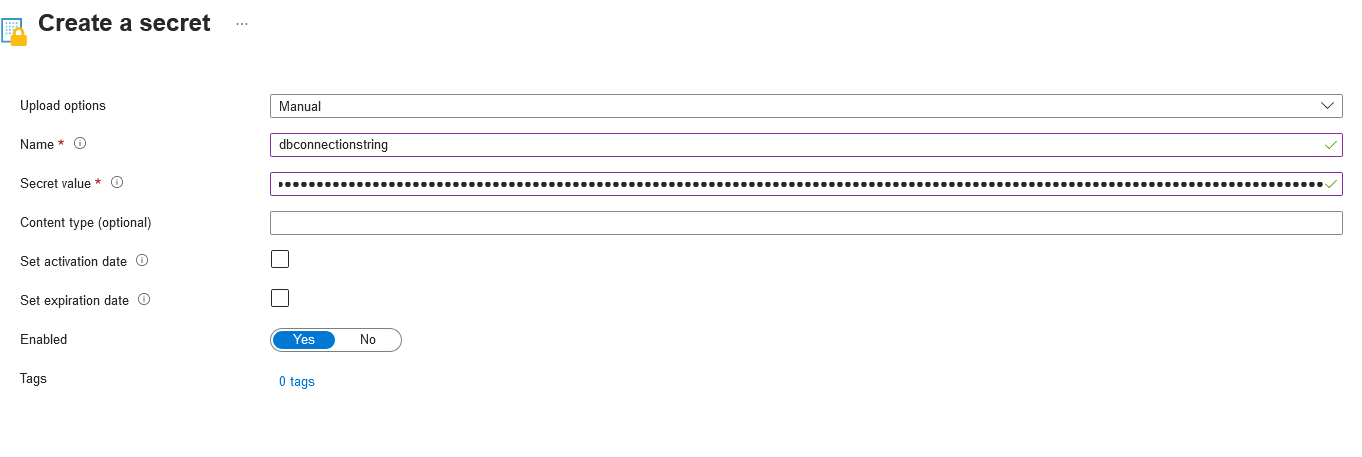 Create a secret ...
Upload options Manual
Name * dbconnectionstring
Secret value *
Content type (optional)
Set activation date
Set expiration date
Enabled Yes No
Tags 0 tags